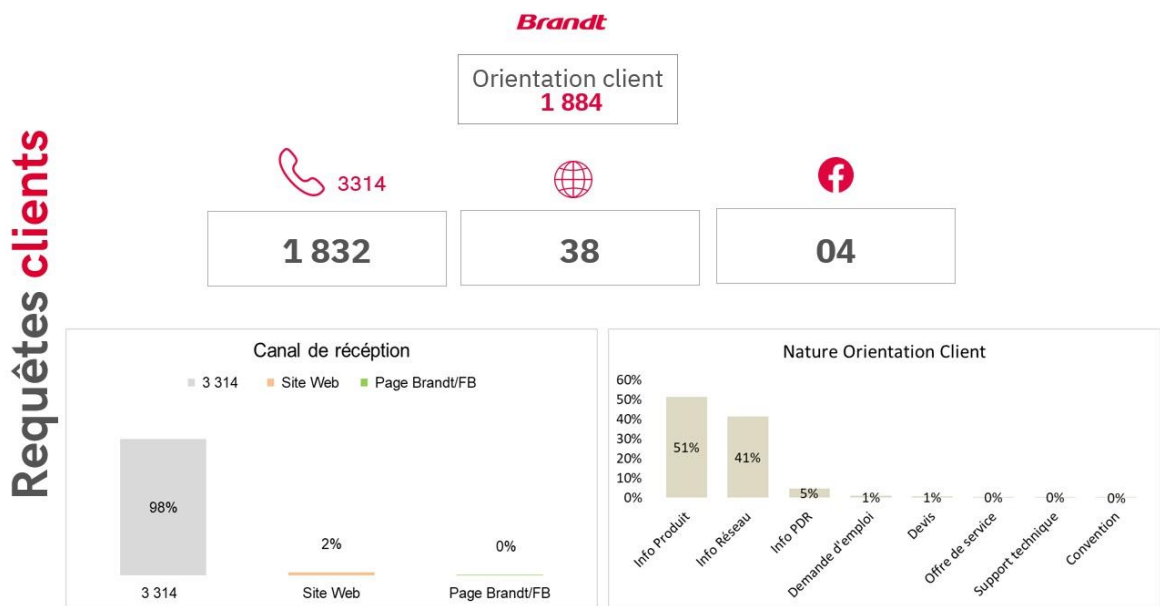 Brandt
Orientation client
1 884
Requêtes clients
3314
1 832
38
04
Canal de récéption
3 314
Site Web
Page Brandt/FB
98%
2%
0%
3 314
Site Web
Page Brandt/FB
Nature Orientation Client
60%
50%
40%
30%
20%
10%
0%
51%
41%
5%
1%
1%
0%
0%
0%
Info Produit
Info Réseau
Info PDR
Demande d'emploi
Devis
Offre de service
Support technique
Convention